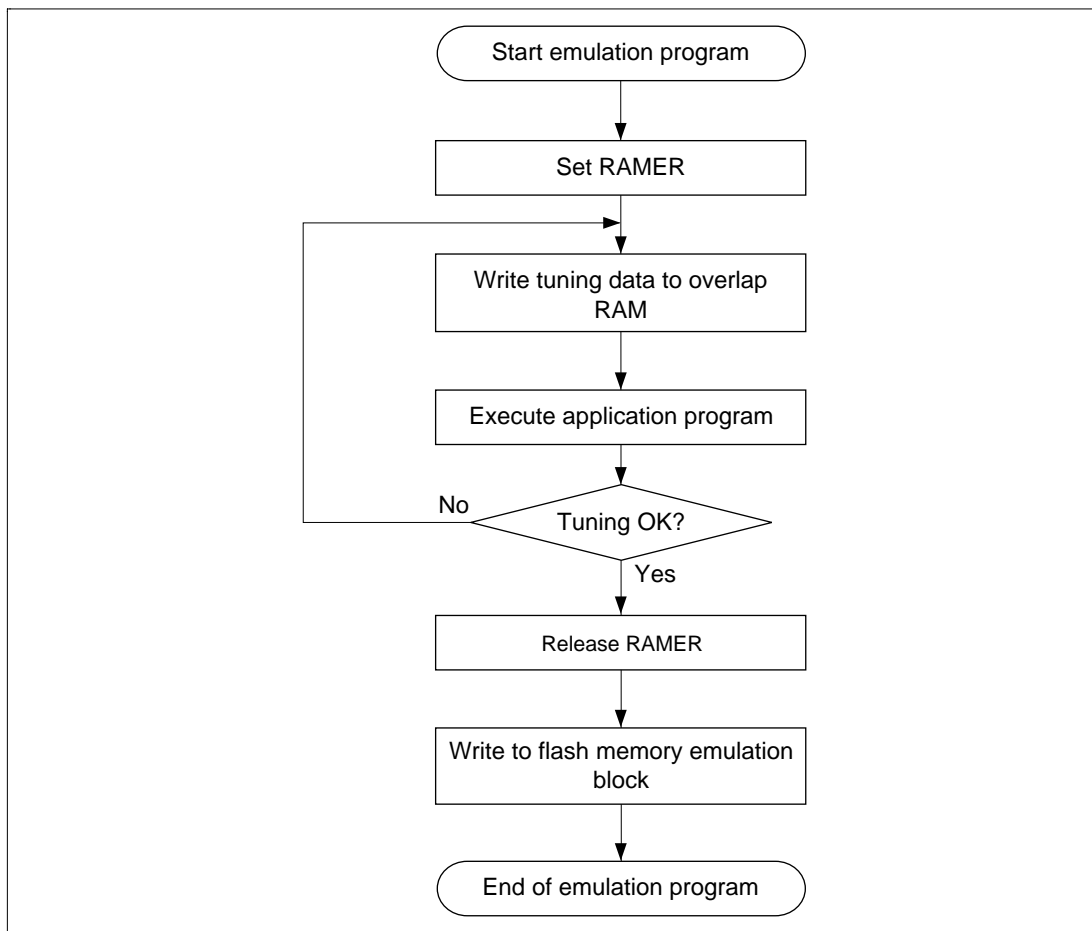 Start emulation program
Set RAMER
Write tuning data to overlap
RAM
Execute application program
No
Tuning OK?
Yes
Release RAMER
Write to flash memory emulation
block
End of emulation program